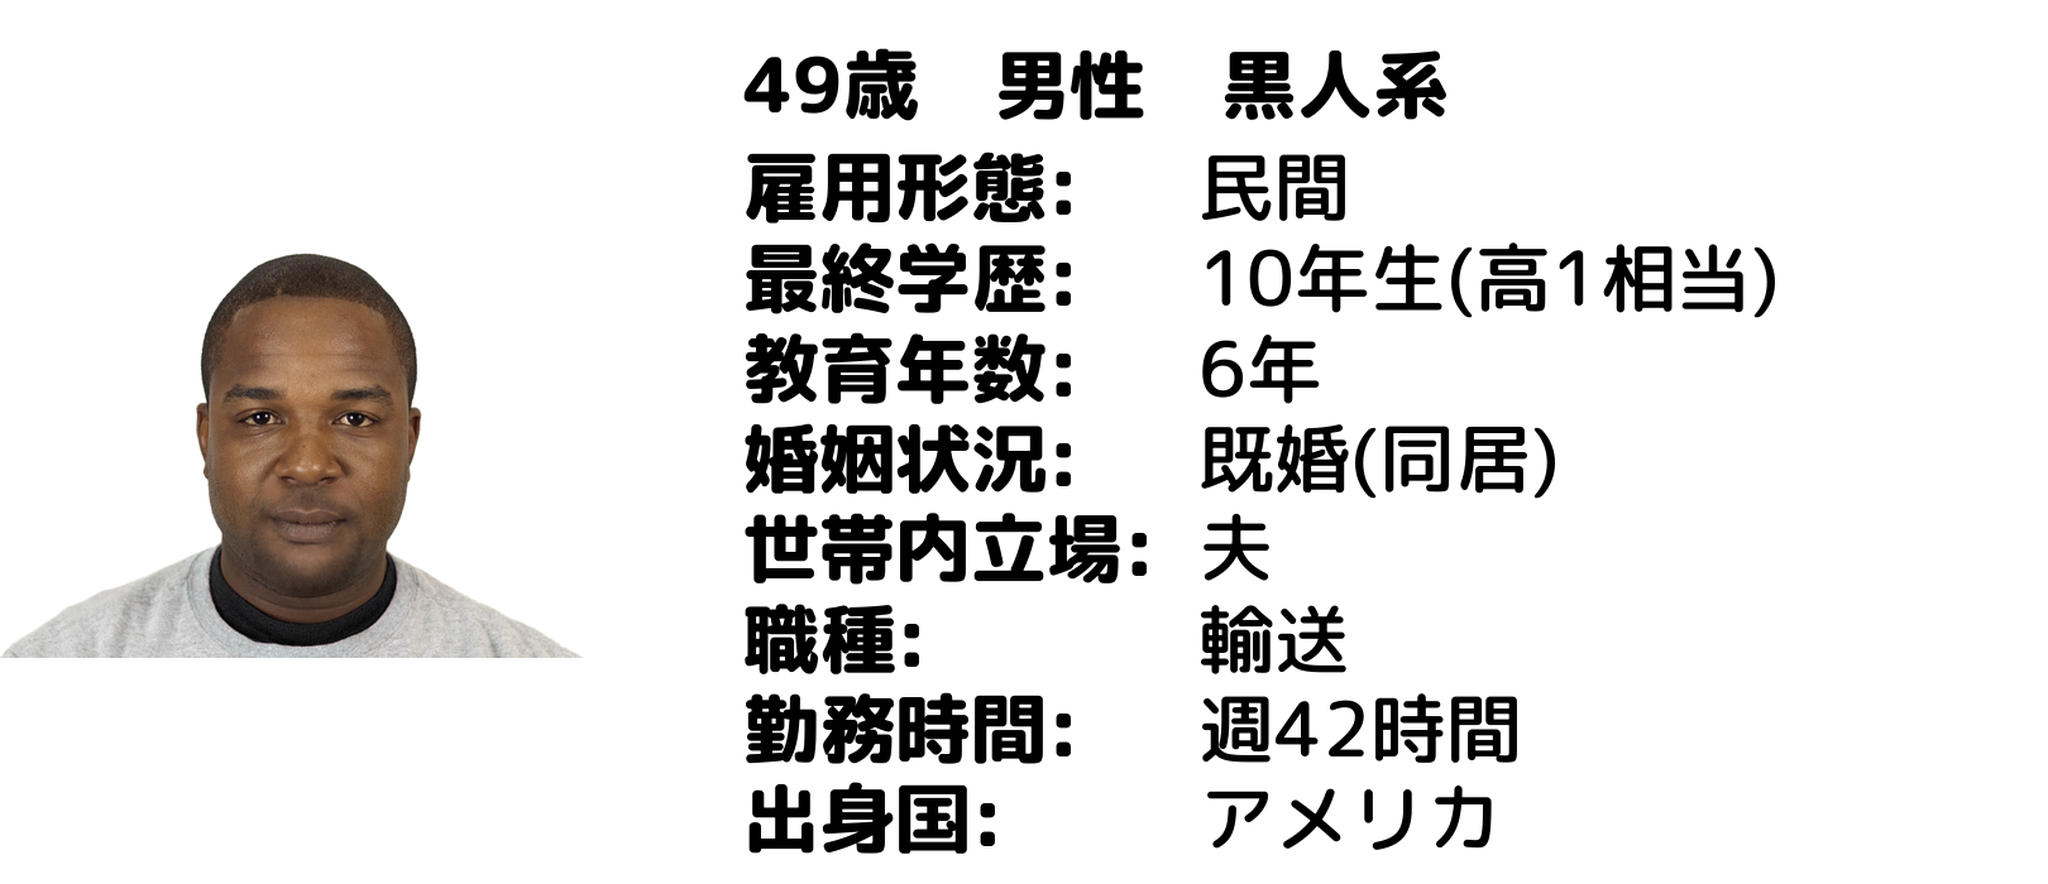 49歳　男性　黒人系
雇用形態: 民間
最終学歴: 10年生(高1相当)
教育年数: 6年
婚姻状況: 既婚(同居)
世帯内立場: 夫
職種: 輸送
勤務時間: 週42時間
出身国: アメリカ